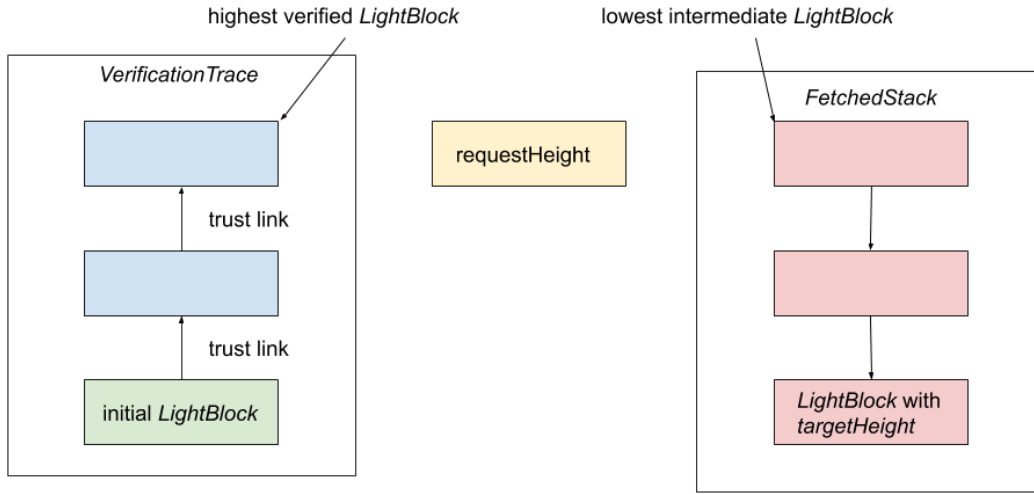 highest verified LightBlock
lowest intermediate LightBlock
VerificationTrace
FetchedStack
requestHeight
trust link
trust link
initial LightBlock
LightBlock with
targetHeight